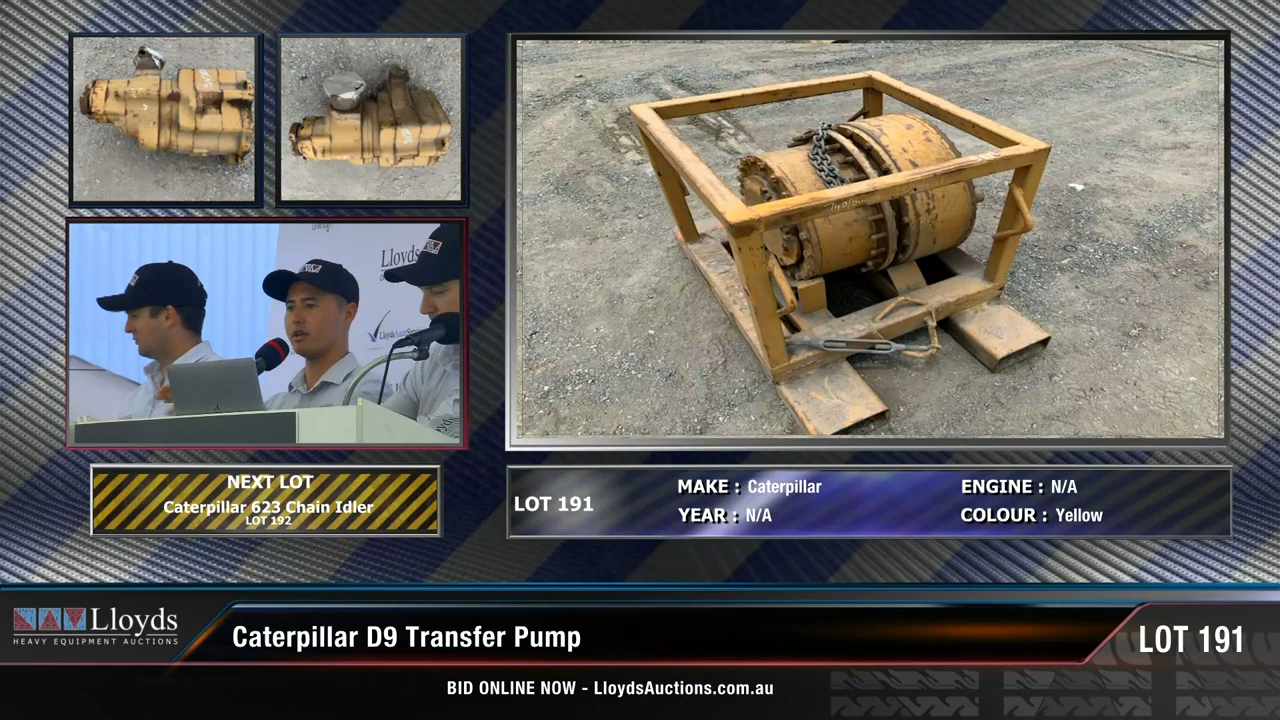 Lloyds
NEXT LOT
Caterpillar 623 Chain Idler
LOT 192
LOT 191
MAKE : Caterpillar
YEAR : N/A
ENGINE : N/A
COLOUR : Yellow
Lloyds
HEAVY EQUIPMENT AUCTIONS
Caterpillar D9 Transfer Pump
LOT 191
BID ONLINE NOW - LloydsAuctions.com.au